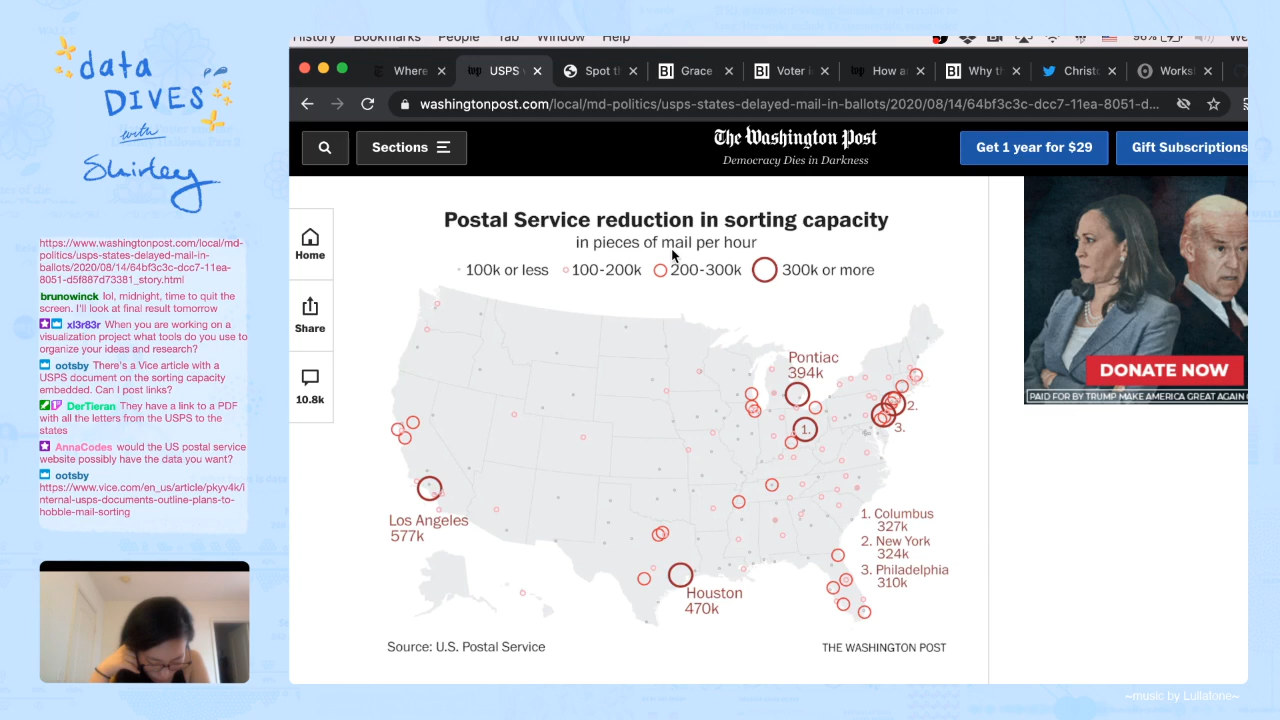 data
DIVES
with
Shirley
https://www.washingtonpost.com/local/md-
politics/usps-states-delayed-mail-in-
ballots/2020/08/14/64bf3c3c-dcc7-11ea-
8051-d5f887d73381_story.html
brunowinck lol, midnight, time to quit the
screen. I'll look at final result tomorrow
xl3r83r When you are working on a
visualization project what tools do you use to
organize your ideas and research?
ootsby There's a Vice article with a
USPS document on the sorting capacity
embedded. Can I post links?
DerTieran They have a link to a PDF
with all the letters from the USPS to the
states
AnnaCodes would the US postal service
website possibly have the data you want?
ootsby
https://www.vice.com/en_us/article/pkyv4k/i
nternal-usps-documents-outline-plans-to-
hobble-mail-sorting
History Bookmarks People Tab Window Help 96%
Where USPS Spot t BI Grace BI Voter i How a BI Why t Christo Works
washingtonpost.com/local/md-politics/usps-states-delayed-mail-in-ballots/2020/08/14/64bf3c3c-dcc7-11ea-8051-d...
Sections
The Washington Post
Democracy Dies in Darkness
Get 1 year for $29
Gift Subscriptions
Home
Share
10.8k
Postal Service reduction in sorting capacity
in pieces of mail per hour
100k or less 100-200k 200-300k 300k or more
Pontiac
394k
1.
2.
3.
Los Angeles
577k
Houston
470k
1. Columbus
327k
2. New York
324k
3. Philadelphia
310k
Source: U.S. Postal Service
THE WASHINGTON POST
DONATE NOW
PAID FOR BY TRUMP MAKE AMERICA GREAT AGAIN
~music by Lullatone~